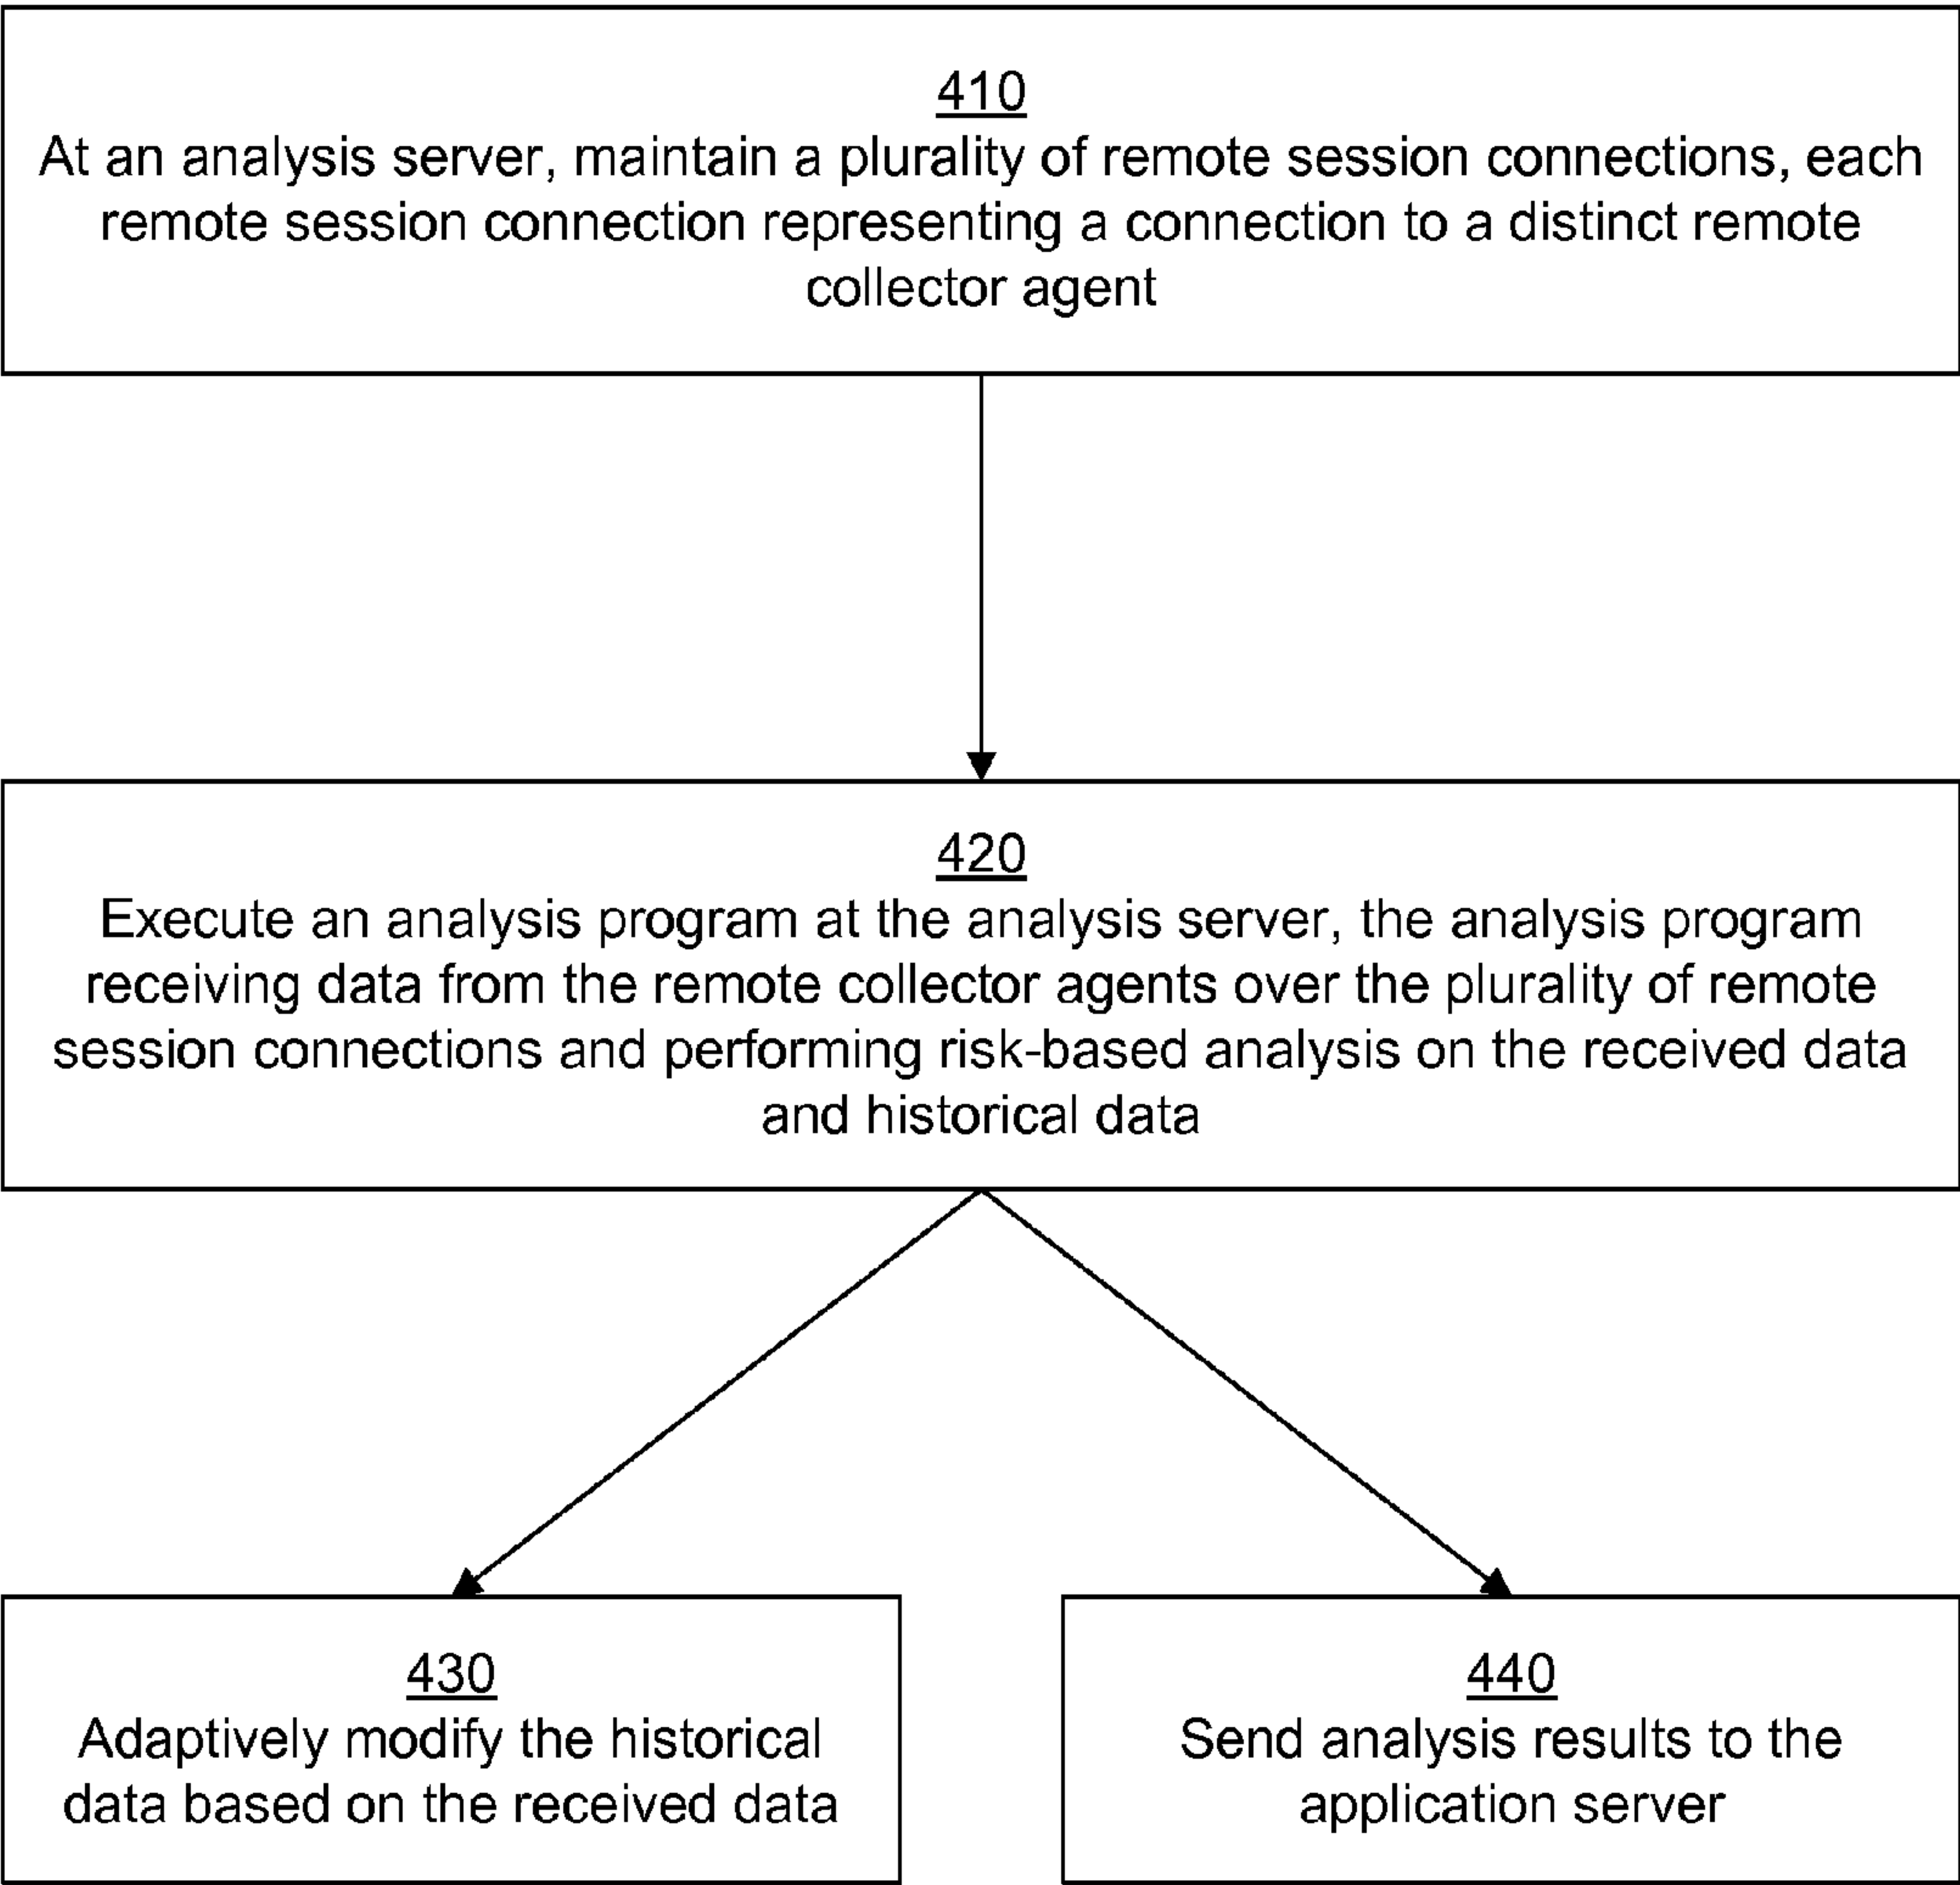 410
At an analysis server, maintain a plurality of remote session connections, each
remote session connection representing a connection to a distinct remote
collector agent
420
Execute an analysis program at the analysis server, the analysis program
receiving data from the remote collector agents over the plurality of remote
session connections and performing risk-based analysis on the received data
and historical data
430
Adaptively modify the historical
data based on the received data
440
Send analysis results to the
application server